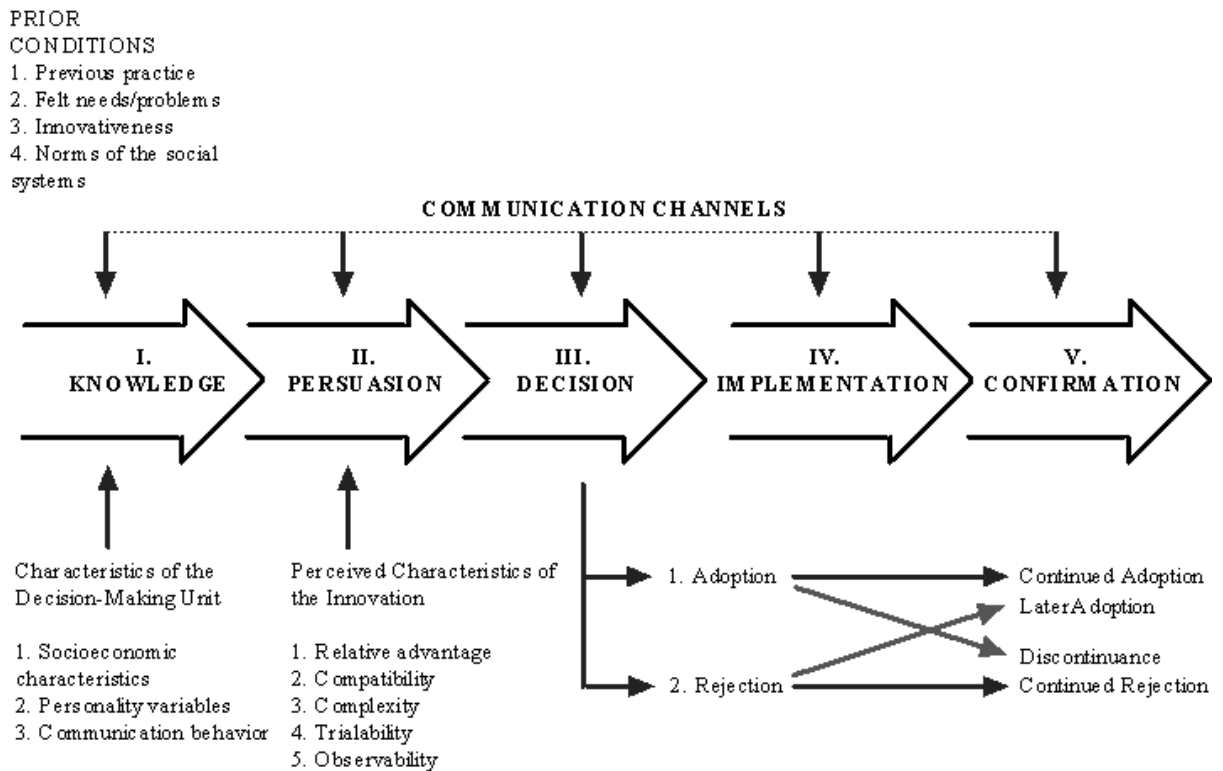 PRIOR
CONDITIONS
1. Previous practice
2. Felt needs/problems
3. Innovativeness
4. Norms of the social
systems
COMMUNICATION CHANNELS
I.
KNOWLEDGE
II.
PERSUASION
III.
DECISION
IV.
IMPLEMENTATION
V.
CONFIRMATION
Characteristics of the
Decision-Making Unit
1. Socioeconomic
characteristics
2. Personality variables
3. Communication behavior
Perceived Characteristics of
the Innovation
1. Relative advantage
2. Compatibility
3. Complexity
4. Trialability
5. Observability
1. Adoption
2. Rejection
Continued Adoption
Later Adoption
Discontinuance
Continued Rejection